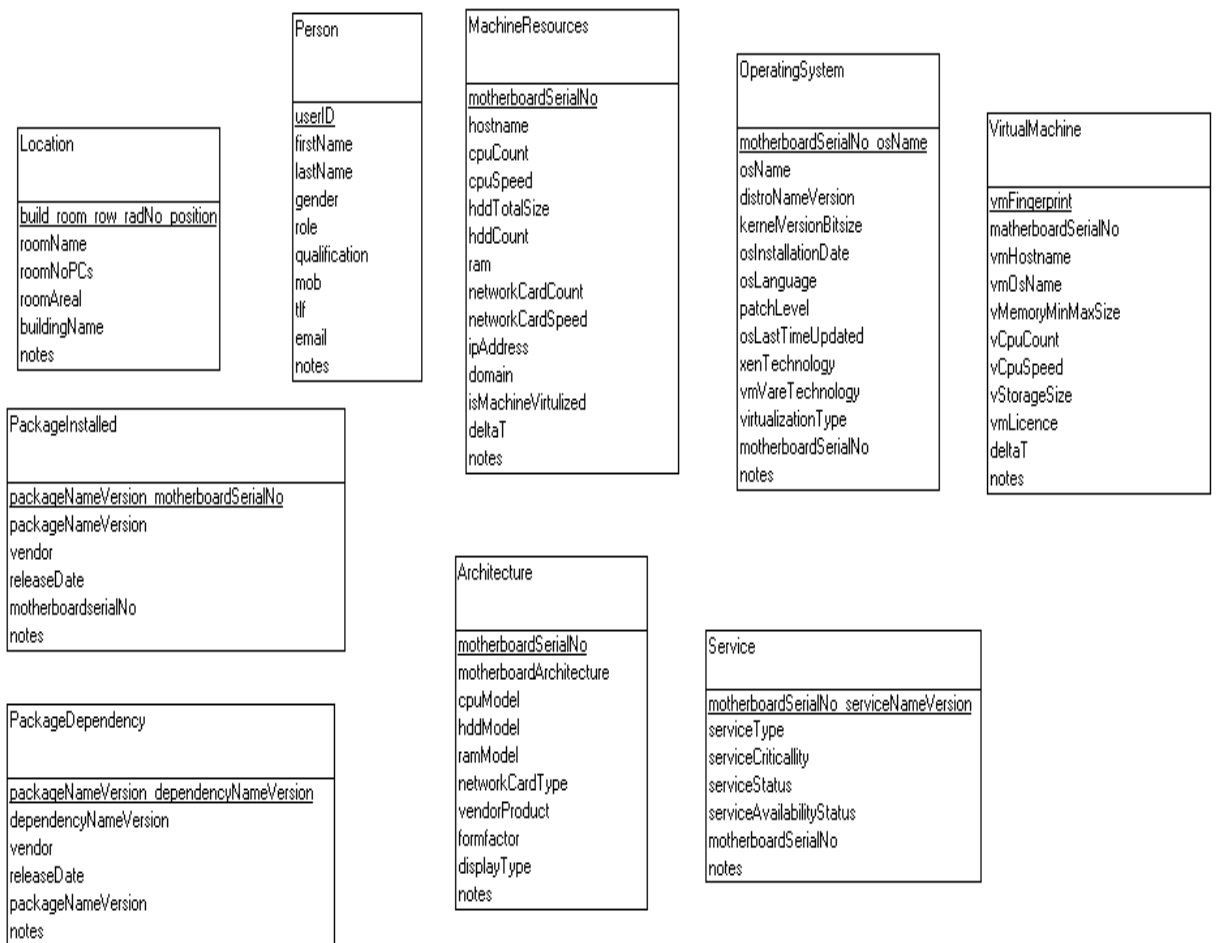 Location
build_room_row_radNo_position
roomName
roomNoPCs
roomAreal
buildingName
notes
Person
userID
firstName
lastName
gender
role
qualification
mob
tlf
email
notes
MachineResources
motherboardSerialNo
hostname
cpuCount
cpuSpeed
hddTotalSize
hddCount
ram
networkCardCount
networkCardSpeed
ipAddress
domain
isMachineVirtulized
deltaT
notes
OperatingSystem
motherboardSerialNo_osName
osName
distroNameVersion
kernelVersionBitsize
osInstallationDate
osLanguage
patchLevel
osLastTimeUpdated
xenTechnology
vmVareTechnology
virtualizationType
motherboardSerialNo
notes
VirtualMachine
vmFingerprint
matherboardSerialNo
vmHostname
vmOsName
vMemoryMinMaxSize
vCpuCount
vCpuSpeed
vStorageSize
vmLicence
deltaT
notes
PackageInstalled
packageNameVersion_motherboardSerialNo
packageNameVersion
vendor
releaseDate
motherboardserialNo
notes
PackageDependency
packageNameVersion_dependencyNameVersion
dependencyNameVersion
vendor
releaseDate
packageNameVersion
notes
Architecture
motherboardSerialNo
motherboardArchitecture
cpuModel
hddModel
ramModel
networkCardType
vendorProduct
formfactor
displayType
notes
Service
motherboardSerialNo_serviceNameVersion
serviceType
serviceCriticallity
serviceStatus
serviceAvailabilityStatus
motherboardSerialNo
notes